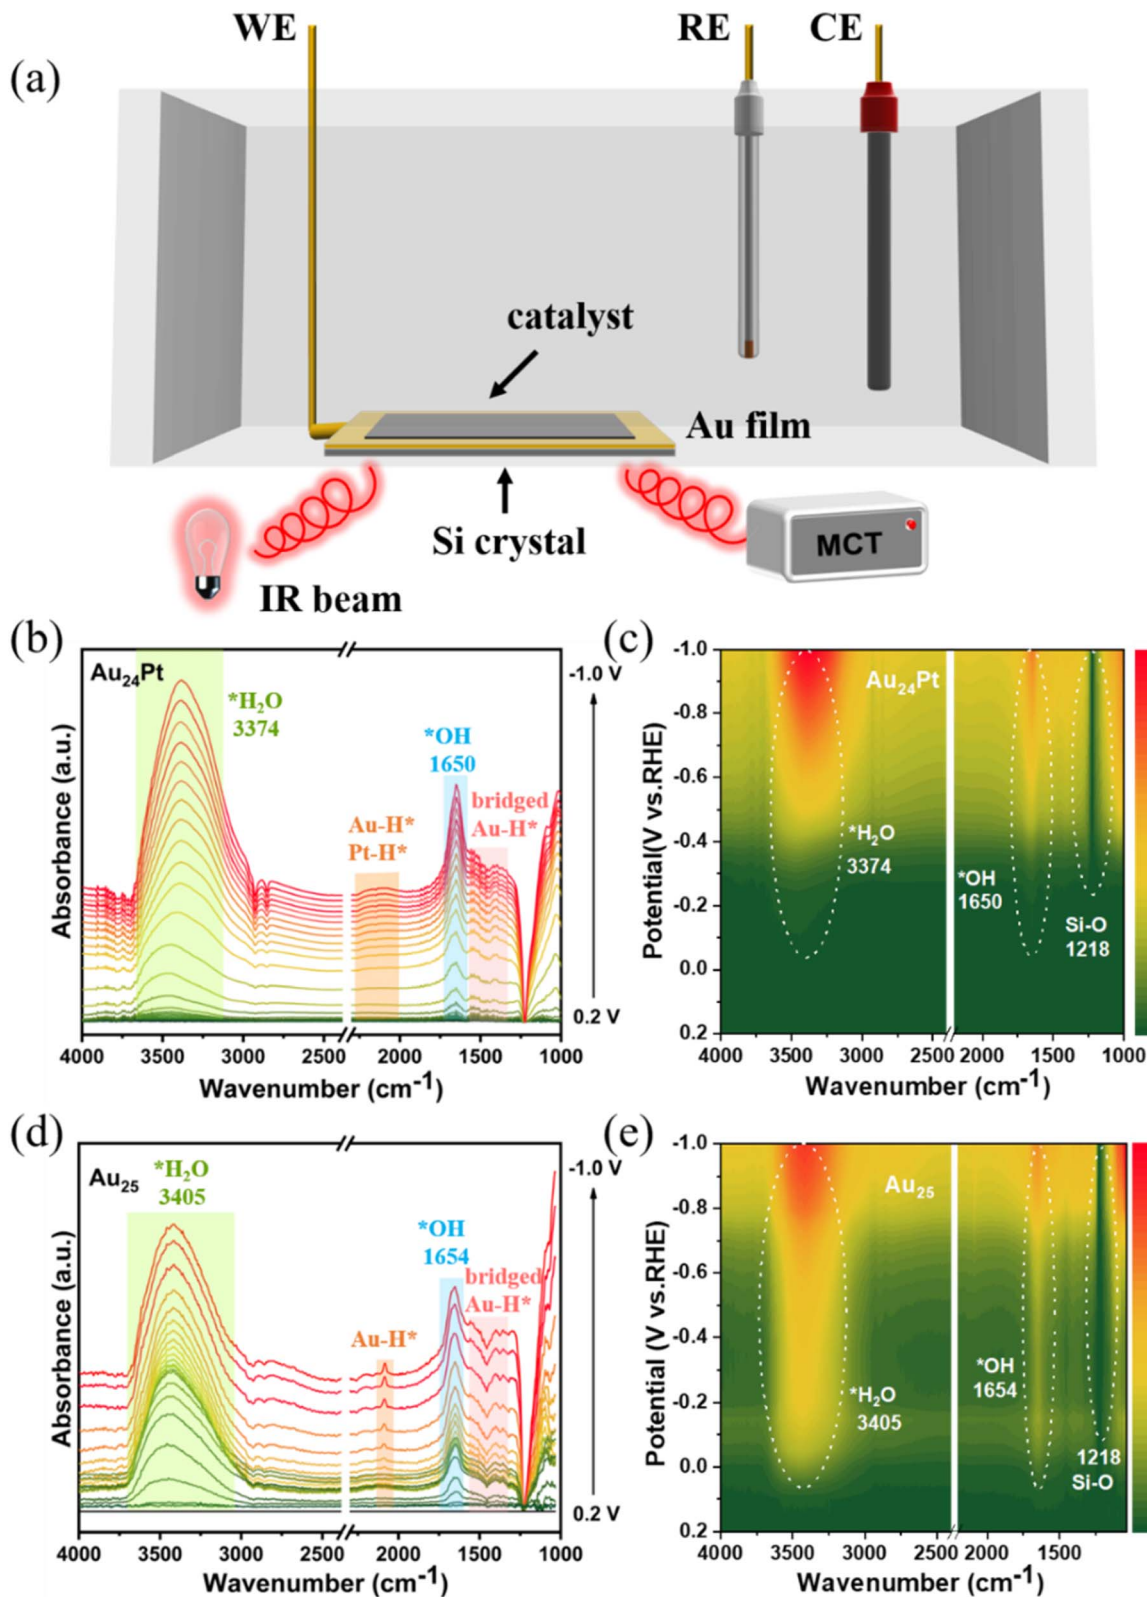 (a)
WE
RE
CE
catalyst
Au film
Si crystal
IR beam
MCT
(b)
Au24Pt
*H2O
3374
*OH
1650
Au-H*
Pt-H*
bridged
Au-H*
-1.0 V
0.2 V
Absorbance (a.u.)
4000 3500 3000 2500 2000 1500 1000
Wavenumber (cm-1)
(c)
Au24Pt
*H2O
3374
*OH
1650
Si-O
1218
Potential(V vs.RHE)
-1.0
-0.8
-0.6
-0.4
-0.2
0.0
0.2
4000 3500 3000 2500 2000 1500 1000
Wavenumber (cm-1)
(d)
Au25
*H2O
3405
*OH
1654
Au-H*
bridged
Au-H*
-1.0 V
0.2 V
Absorbance (a.u.)
4000 3500 3000 2500 2000 1500 1000
Wavenumber (cm-1)
(e)
Au25
*H2O
3405
*OH
1654
1218
Si-O
Potential (V vs.RHE)
-1.0
-0.8
-0.6
-0.4
-0.2
0.0
0.2
4000 3500 3000 2500 2000 1500
Wavenumber (cm-1)